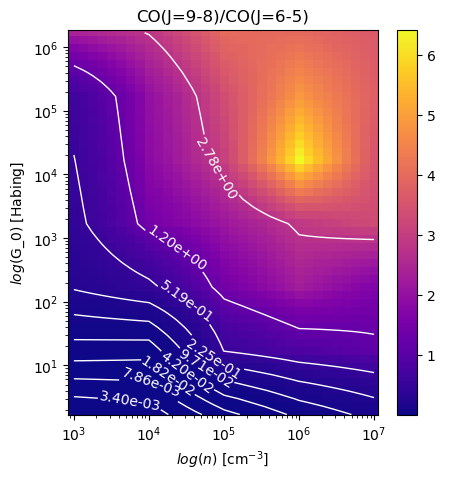 CO(J=9-8)/CO(J=6-5)
log(G_0) [Habing]
10^6
10^5
10^4
10^3
10^2
10^1
2.78e+00
1.20e+00
5.19e-01
2.25e-01
9.71e-02
4.20e-02
1.82e-02
7.86e-03
3.40e-03
6
5
4
3
2
1
10^3 10^4 10^5 10^6 10^7
log(n) [cm^{-3}]